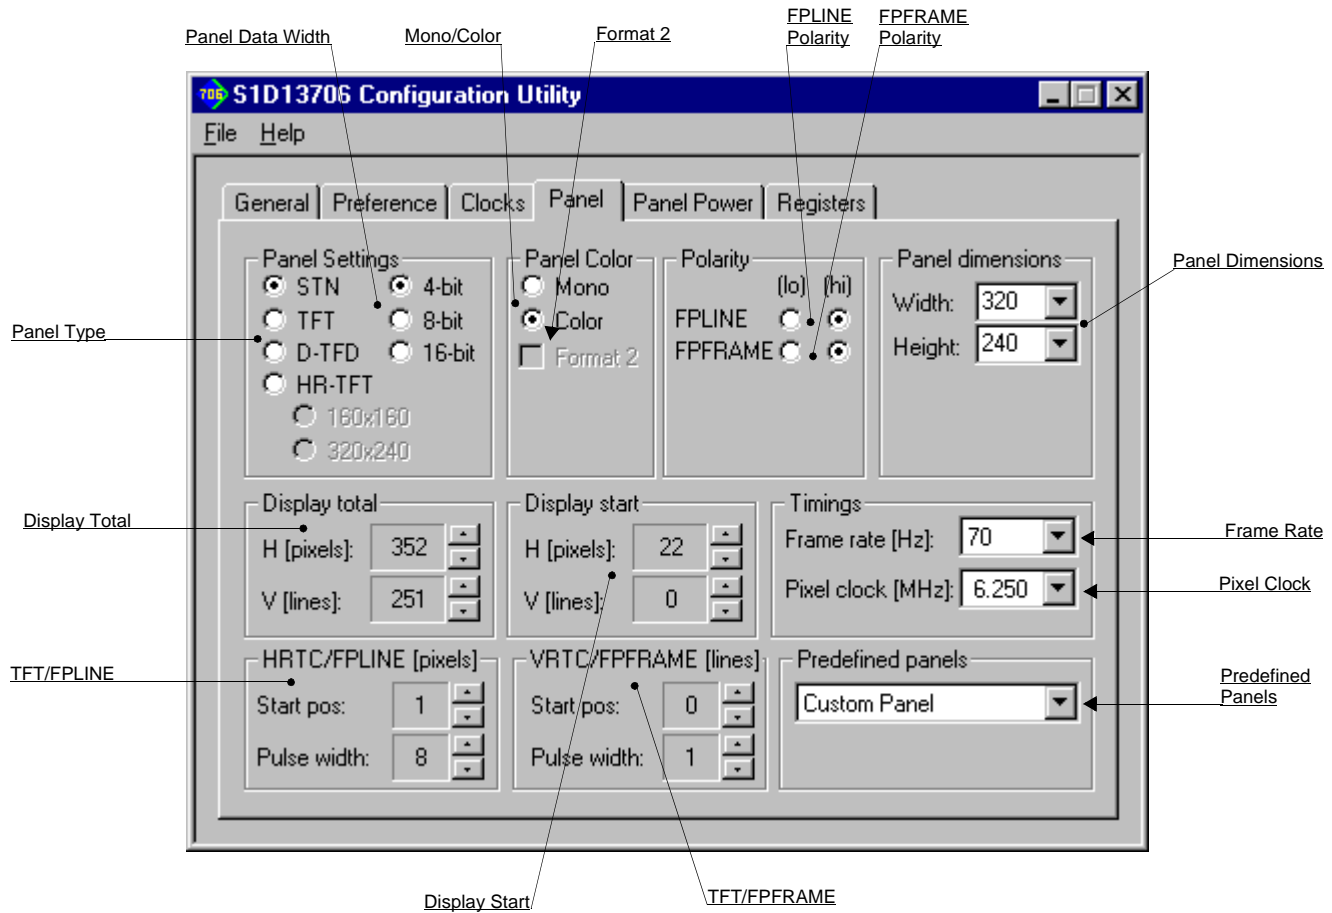 FPLINE
Polarity
FPFRAME
Polarity
Panel Data Width
Mono/Color
Format 2
706 S1D13706 Configuration Utility
File Help
General Preference Clocks Panel Panel Power Registers
Panel Settings
STN 4-bit
TFT 8-bit
D-TFD 16-bit
HR-TFT
160x160
320x240
Panel Color
Mono
Color
Format 2
Polarity
(lo) (hi)
FPLINE
FPFRAME
Panel dimensions
Width: 320
Height: 240
Panel Dimensions
Panel Type
Display total
H [pixels]: 352
V [lines]: 251
Display start
H [pixels]: 22
V [lines]: 0
Timings
Frame rate [Hz]: 70
Pixel clock [MHz]: 6.250
Display Total
Frame Rate
Pixel Clock
HRTC/FPLINE [pixels]
Start pos: 1
Pulse width: 8
VRTC/FPFRAME [lines]
Start pos: 0
Pulse width: 1
Predefined panels
Custom Panel
TFT/FPLINE
Predefined
Panels
Display Start
TFT/FPFRAME